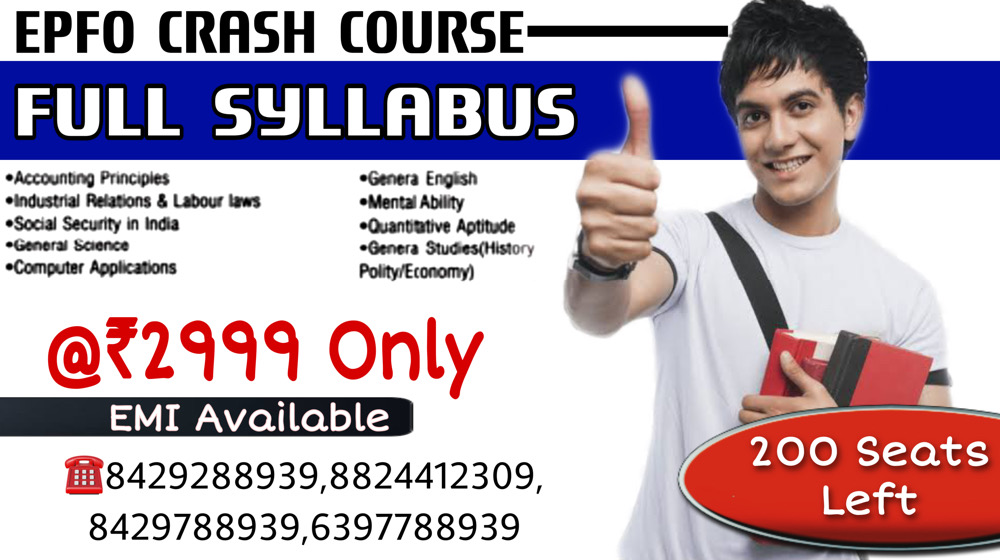 EPFO CRASH COURSE
FULL SYLLABUS
•Accounting Principles
•Industrial Relations & Labour laws
•Social Security in India
•General Science
•Computer Applications
•Genera English
•Mental Ability
•Quantitative Aptitude
•Genera Studies(History
Polity/Economy)
@₹2999 Only
EMI Available
☎8429288939,8824412309,
8429788939,6397788939
200 Seats
Left